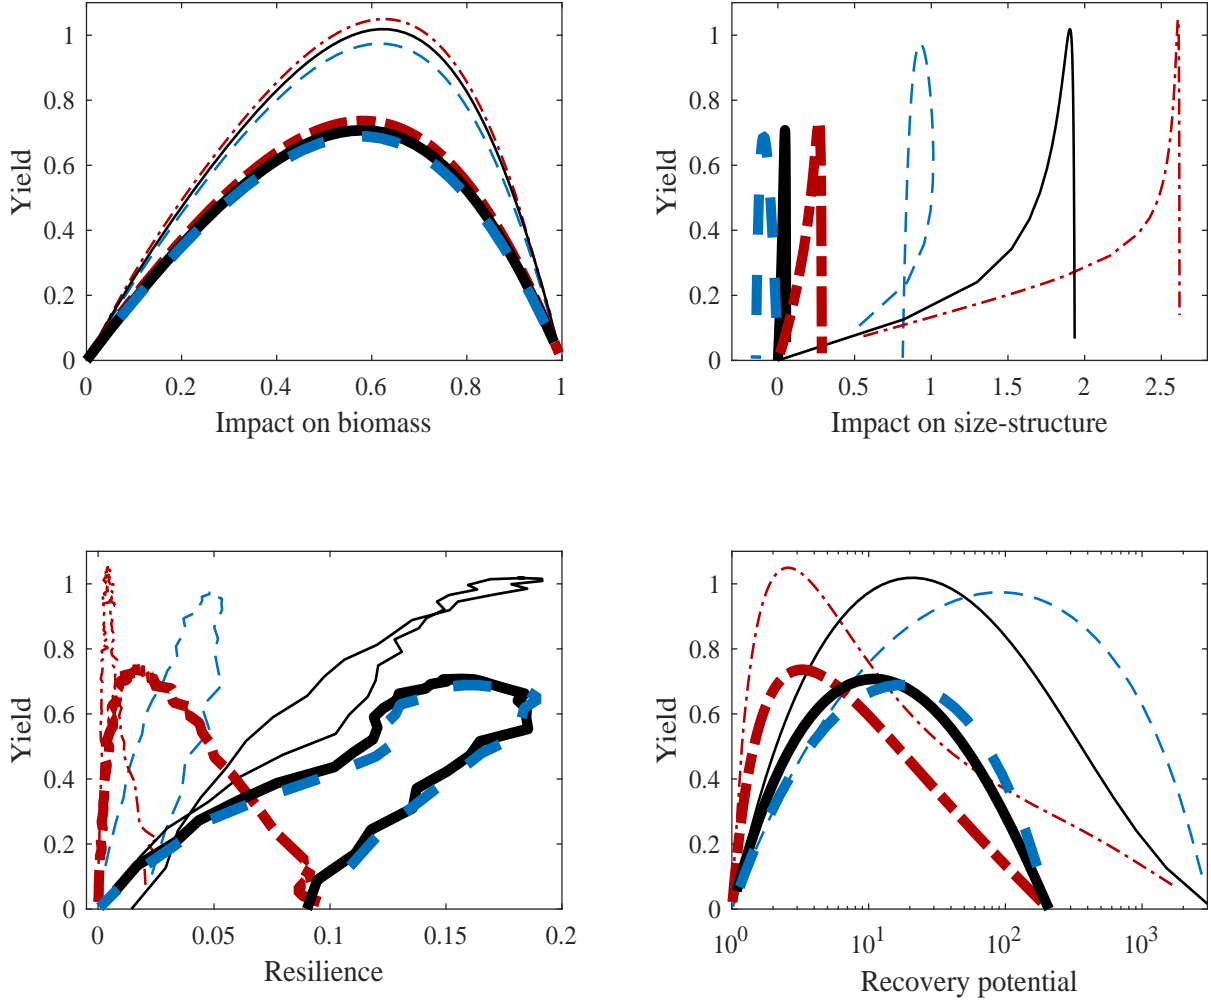 Yield
1
0.8
0.6
0.4
0.2
0
0 0.2 0.4 0.6 0.8 1
Impact on biomass
Yield
1
0.8
0.6
0.4
0.2
0
0 0.5 1 1.5 2 2.5
Impact on size-structure
Yield
1
0.8
0.6
0.4
0.2
0
0 0.05 0.1 0.15 0.2
Resilience
Yield
1
0.8
0.6
0.4
0.2
0
10⁰ 10¹ 10² 10³
Recovery potential